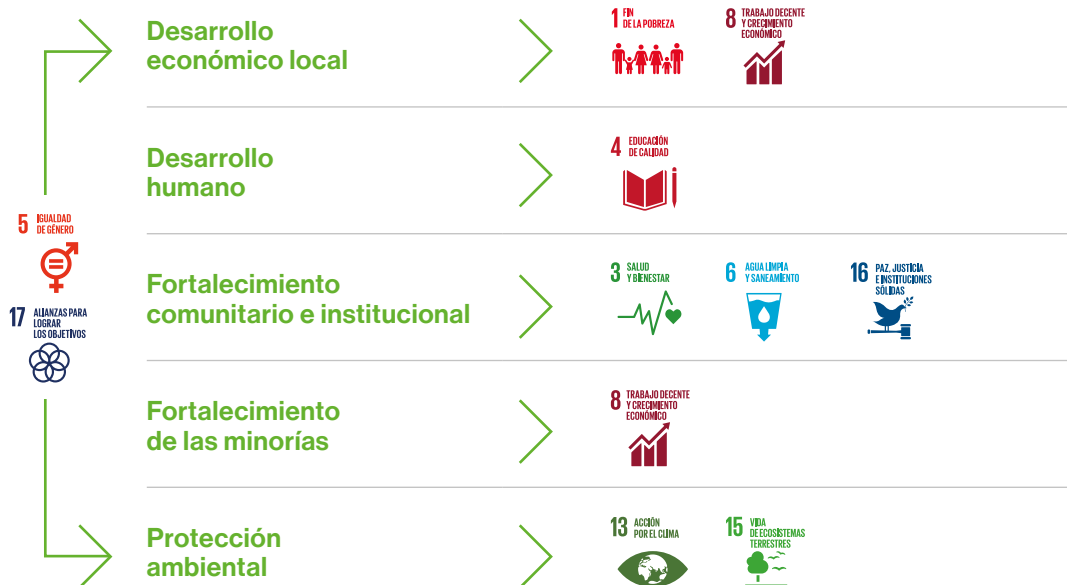 5 IGUALDAD
DE GÉNERO
17 ALIANZAS PARA
LOGRAR
LOS OBJETIVOS
Desarrollo
económico local
1 FIN
DE LA POBREZA
8 TRABAJO DECENTE
Y CRECIMIENTO
ECONÓMICO
Desarrollo
humano
4 EDUCACIÓN
DE CALIDAD
Fortalecimiento
comunitario e institucional
3 SALUD
Y BIENESTAR
6 AGUA LIMPIA
Y SANEAMIENTO
16 PAZ, JUSTICIA
E INSTITUCIONES
SÓLIDAS
Fortalecimiento
de las minorías
8 TRABAJO DECENTE
Y CRECIMIENTO
ECONÓMICO
Protección
ambiental
13 ACCIÓN
POR EL CLIMA
15 VIDA
DE ECOSISTEMAS
TERRESTRES